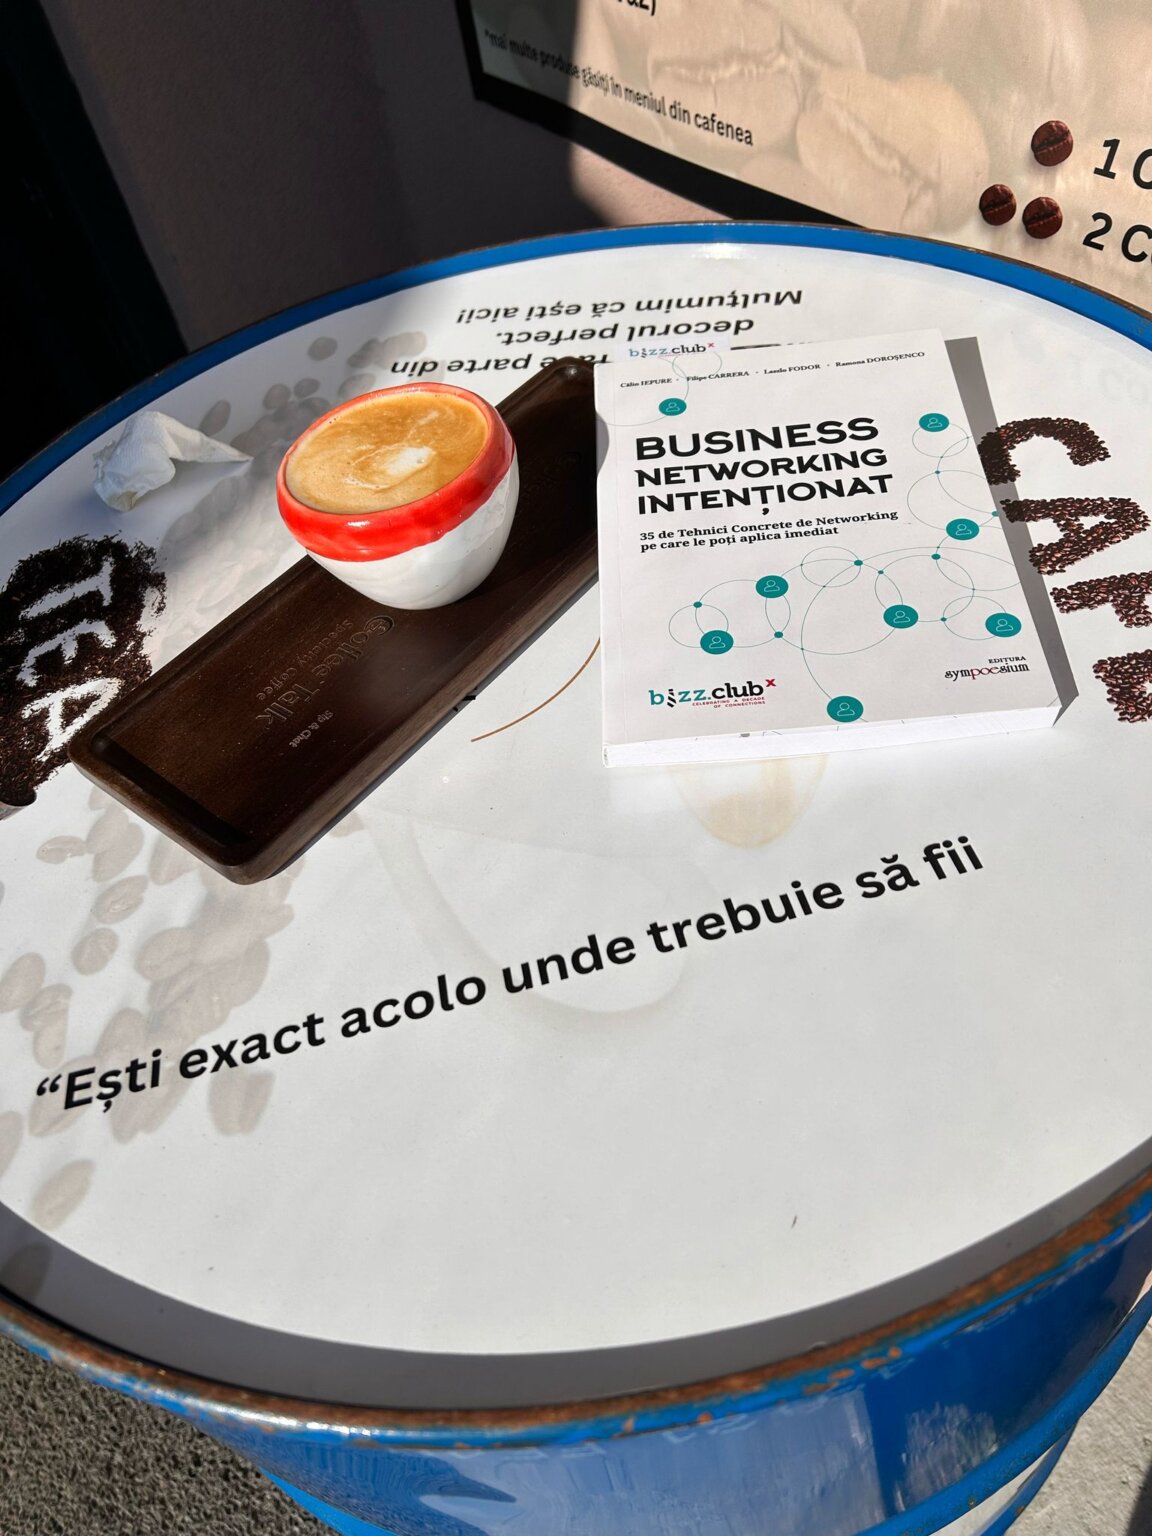 *mai multe produse găsiți în meniul din cafenea
1
2
Mulțumim că ești aici!
decorul perfect.
parte din
bizz.club x
Călin IEPURE · Filipe CARRERA · Laszlo FODOR · Ramona DOROȘENCO
BUSINESS
NETWORKING
INTENȚIONAT
35 de Tehnici Concrete de Networking
pe care le poți aplica imediat
EDITURA
sympoesium
bizz.club x
CELEBRATING A DECADE
OF CONNECTIONS
CAFE
TEA
Coffee Talk
Specialty Coffee
Sip & Chat
“Ești exact acolo unde trebuie să fii